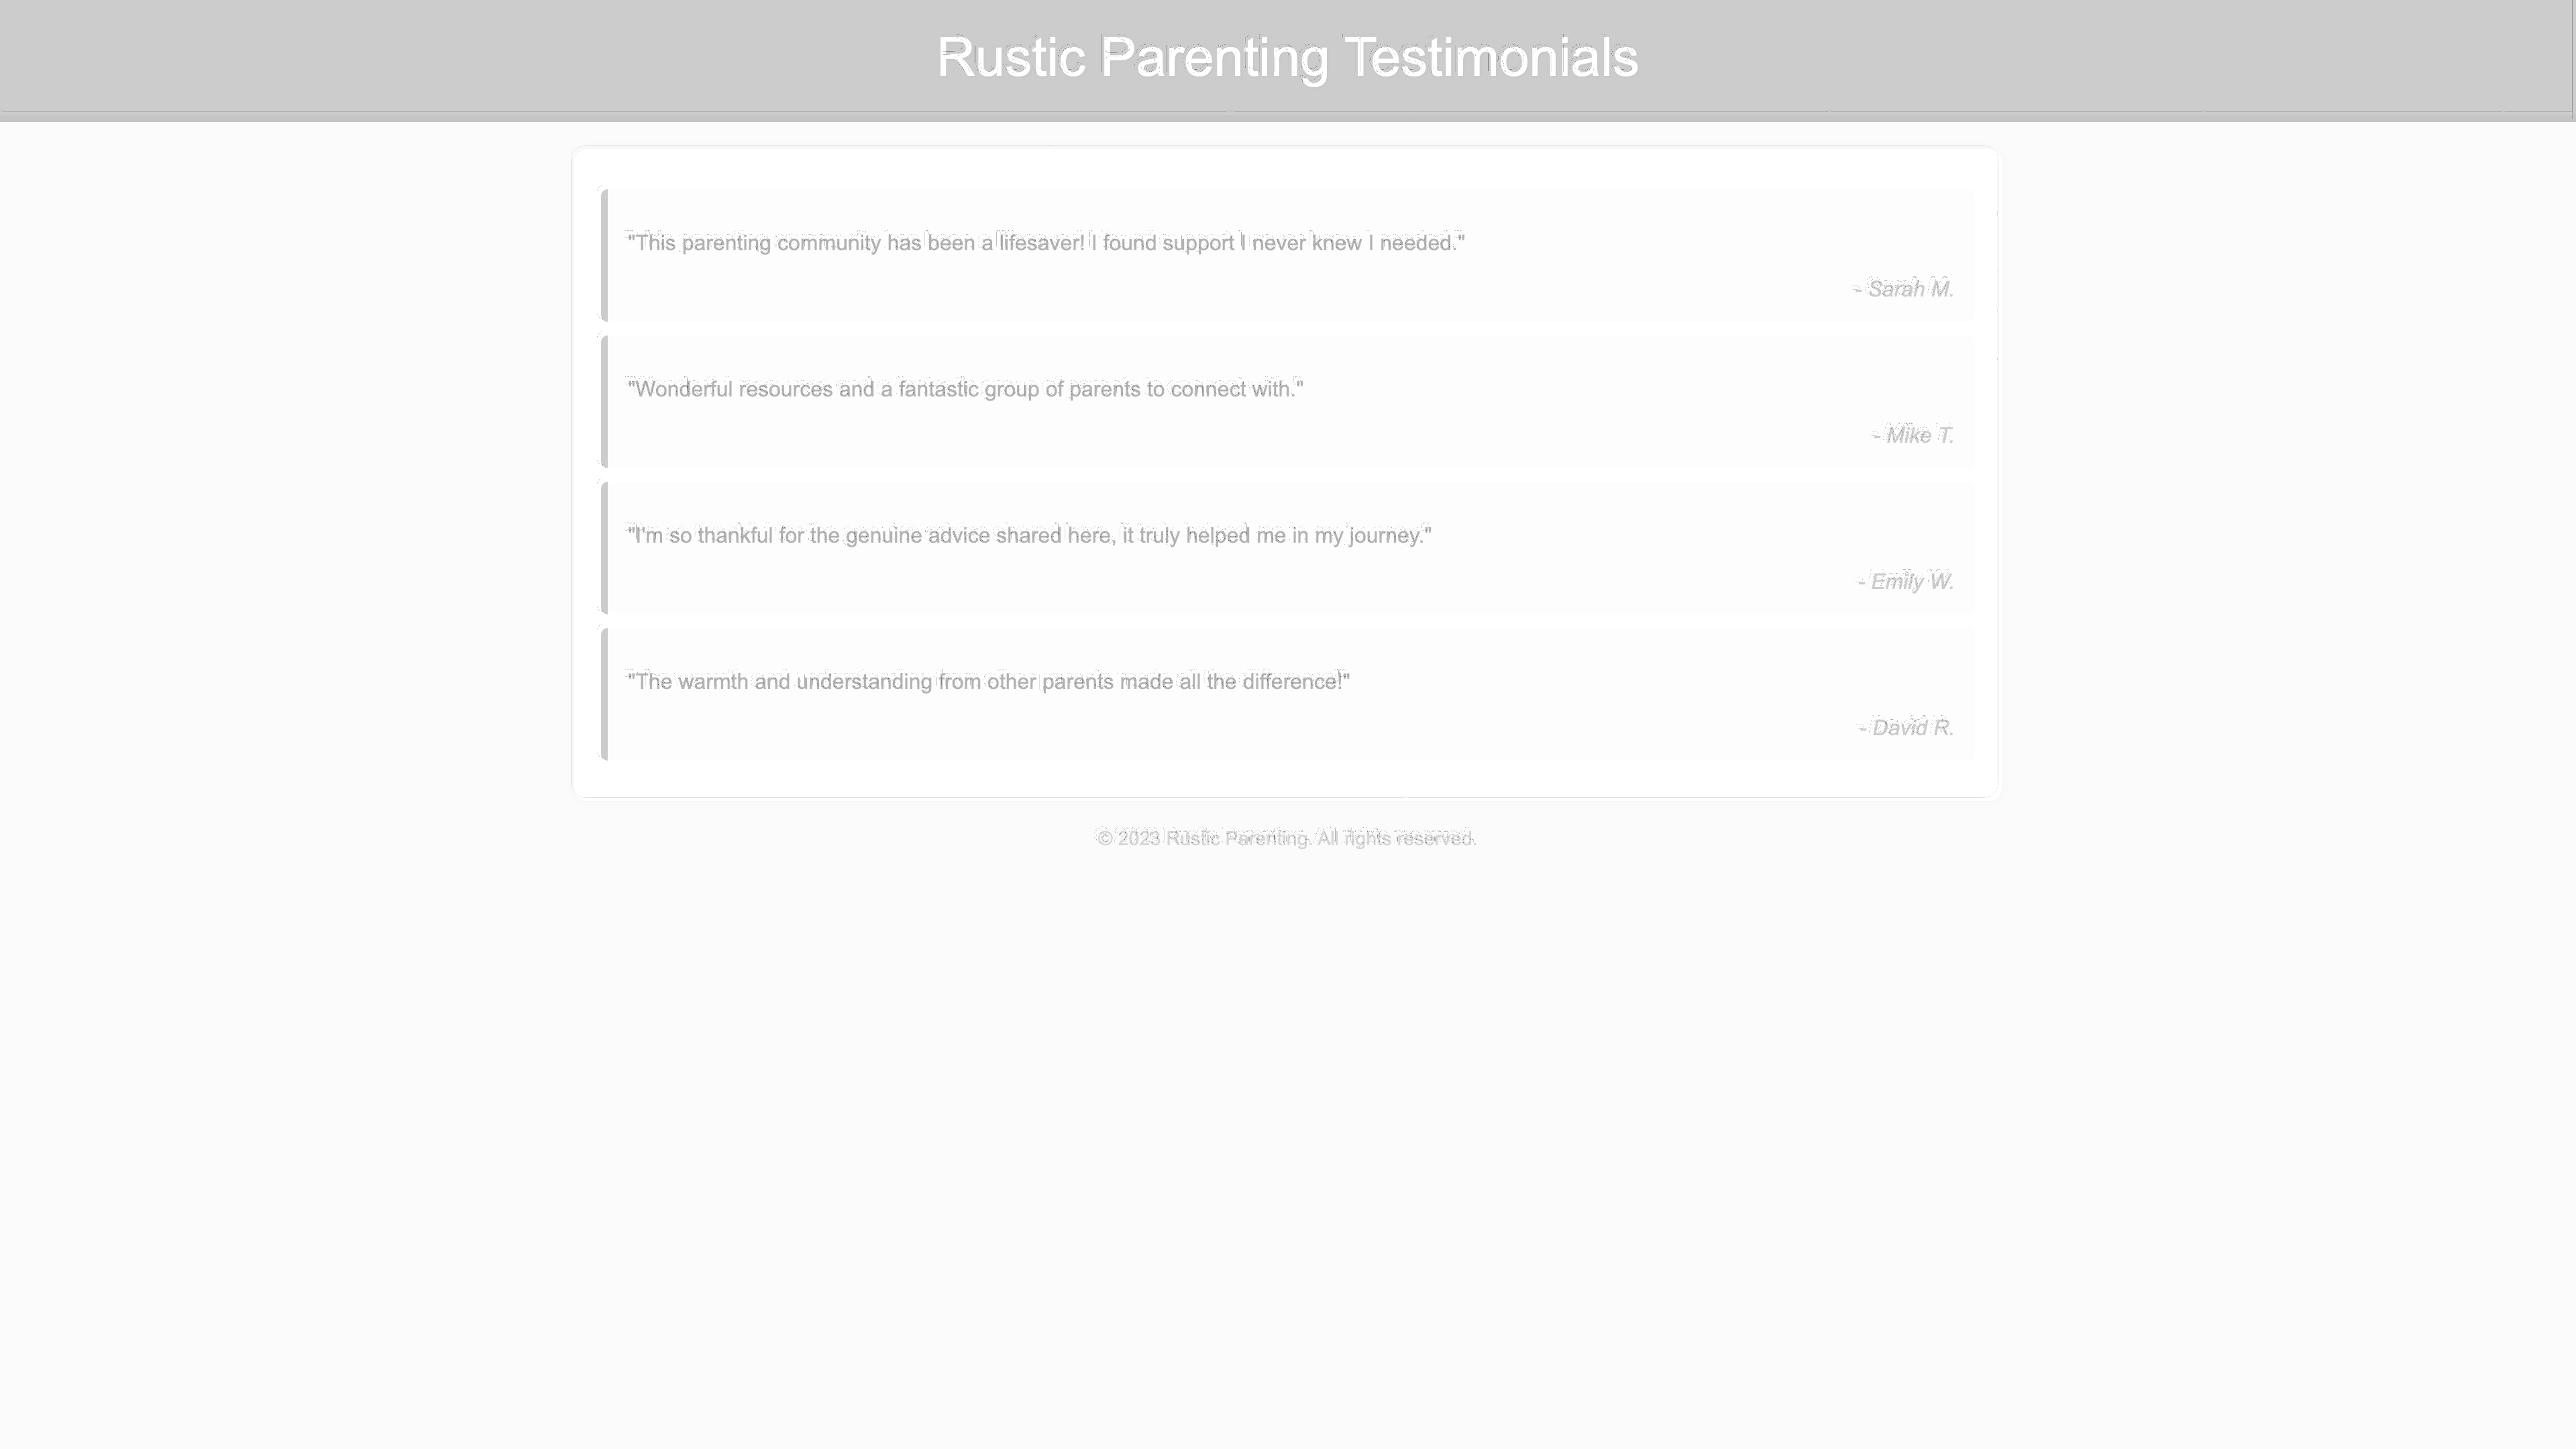 Rustic Parenting Testimonials
"This parenting community has been a lifesaver! I found support I never knew I needed."
- Sarah M.
"Wonderful resources and a fantastic group of parents to connect with."
- Mike T.
"I'm so thankful for the genuine advice shared here, it truly helped me in my journey."
- Emily W.
"The warmth and understanding from other parents made all the difference!"
- David R.
© 2023 Rustic Parenting. All rights reserved.